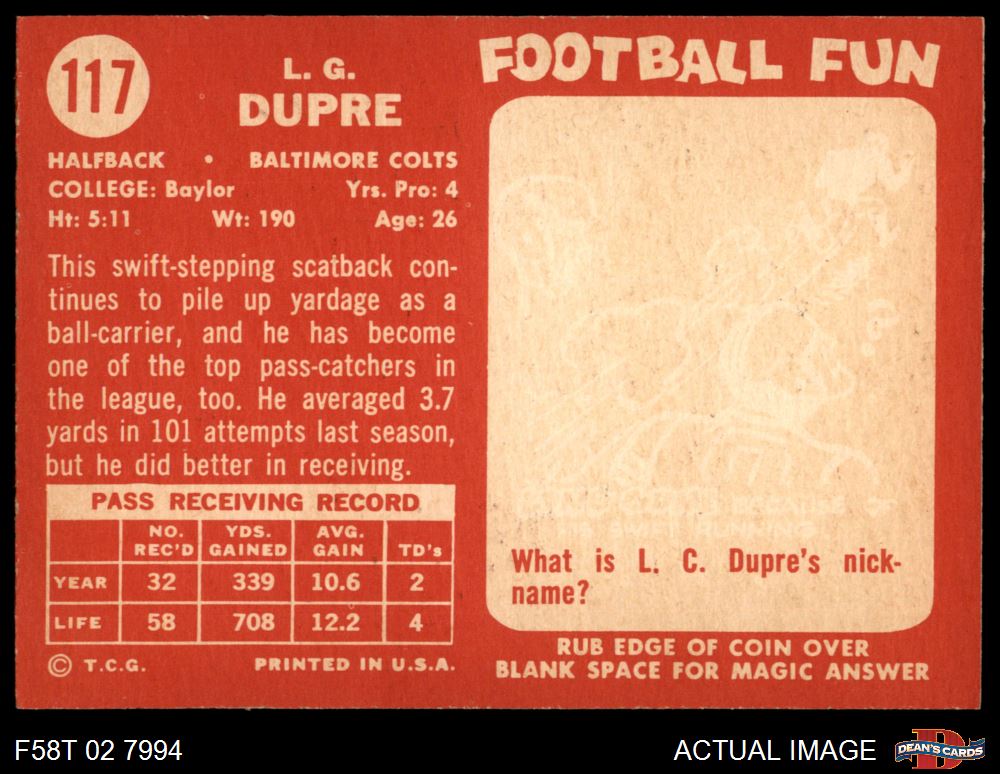 117
L. G.
DUPRE
HALFBACK • BALTIMORE COLTS
COLLEGE: Baylor Yrs. Pro: 4
Ht: 5:11 Wt: 190 Age: 26
This swift-stepping scatback con-
tinues to pile up yardage as a
ball-carrier, and he has become
one of the top pass-catchers in
the league, too. He averaged 3.7
yards in 101 attempts last season,
but he did better in receiving.
PASS RECEIVING RECORD
NO. REC'D YDS. GAINED AVG. GAIN TD's
YEAR 32 339 10.6 2
LIFE 58 708 12.2 4
© T.C.G. PRINTED IN U.S.A.
FOOTBALL FUN
What is L. C. Dupre's nick-
name?
RUB EDGE OF COIN OVER
BLANK SPACE FOR MAGIC ANSWER
F58T 02 7994
ACTUAL IMAGE
D
DEAN'S CARDS